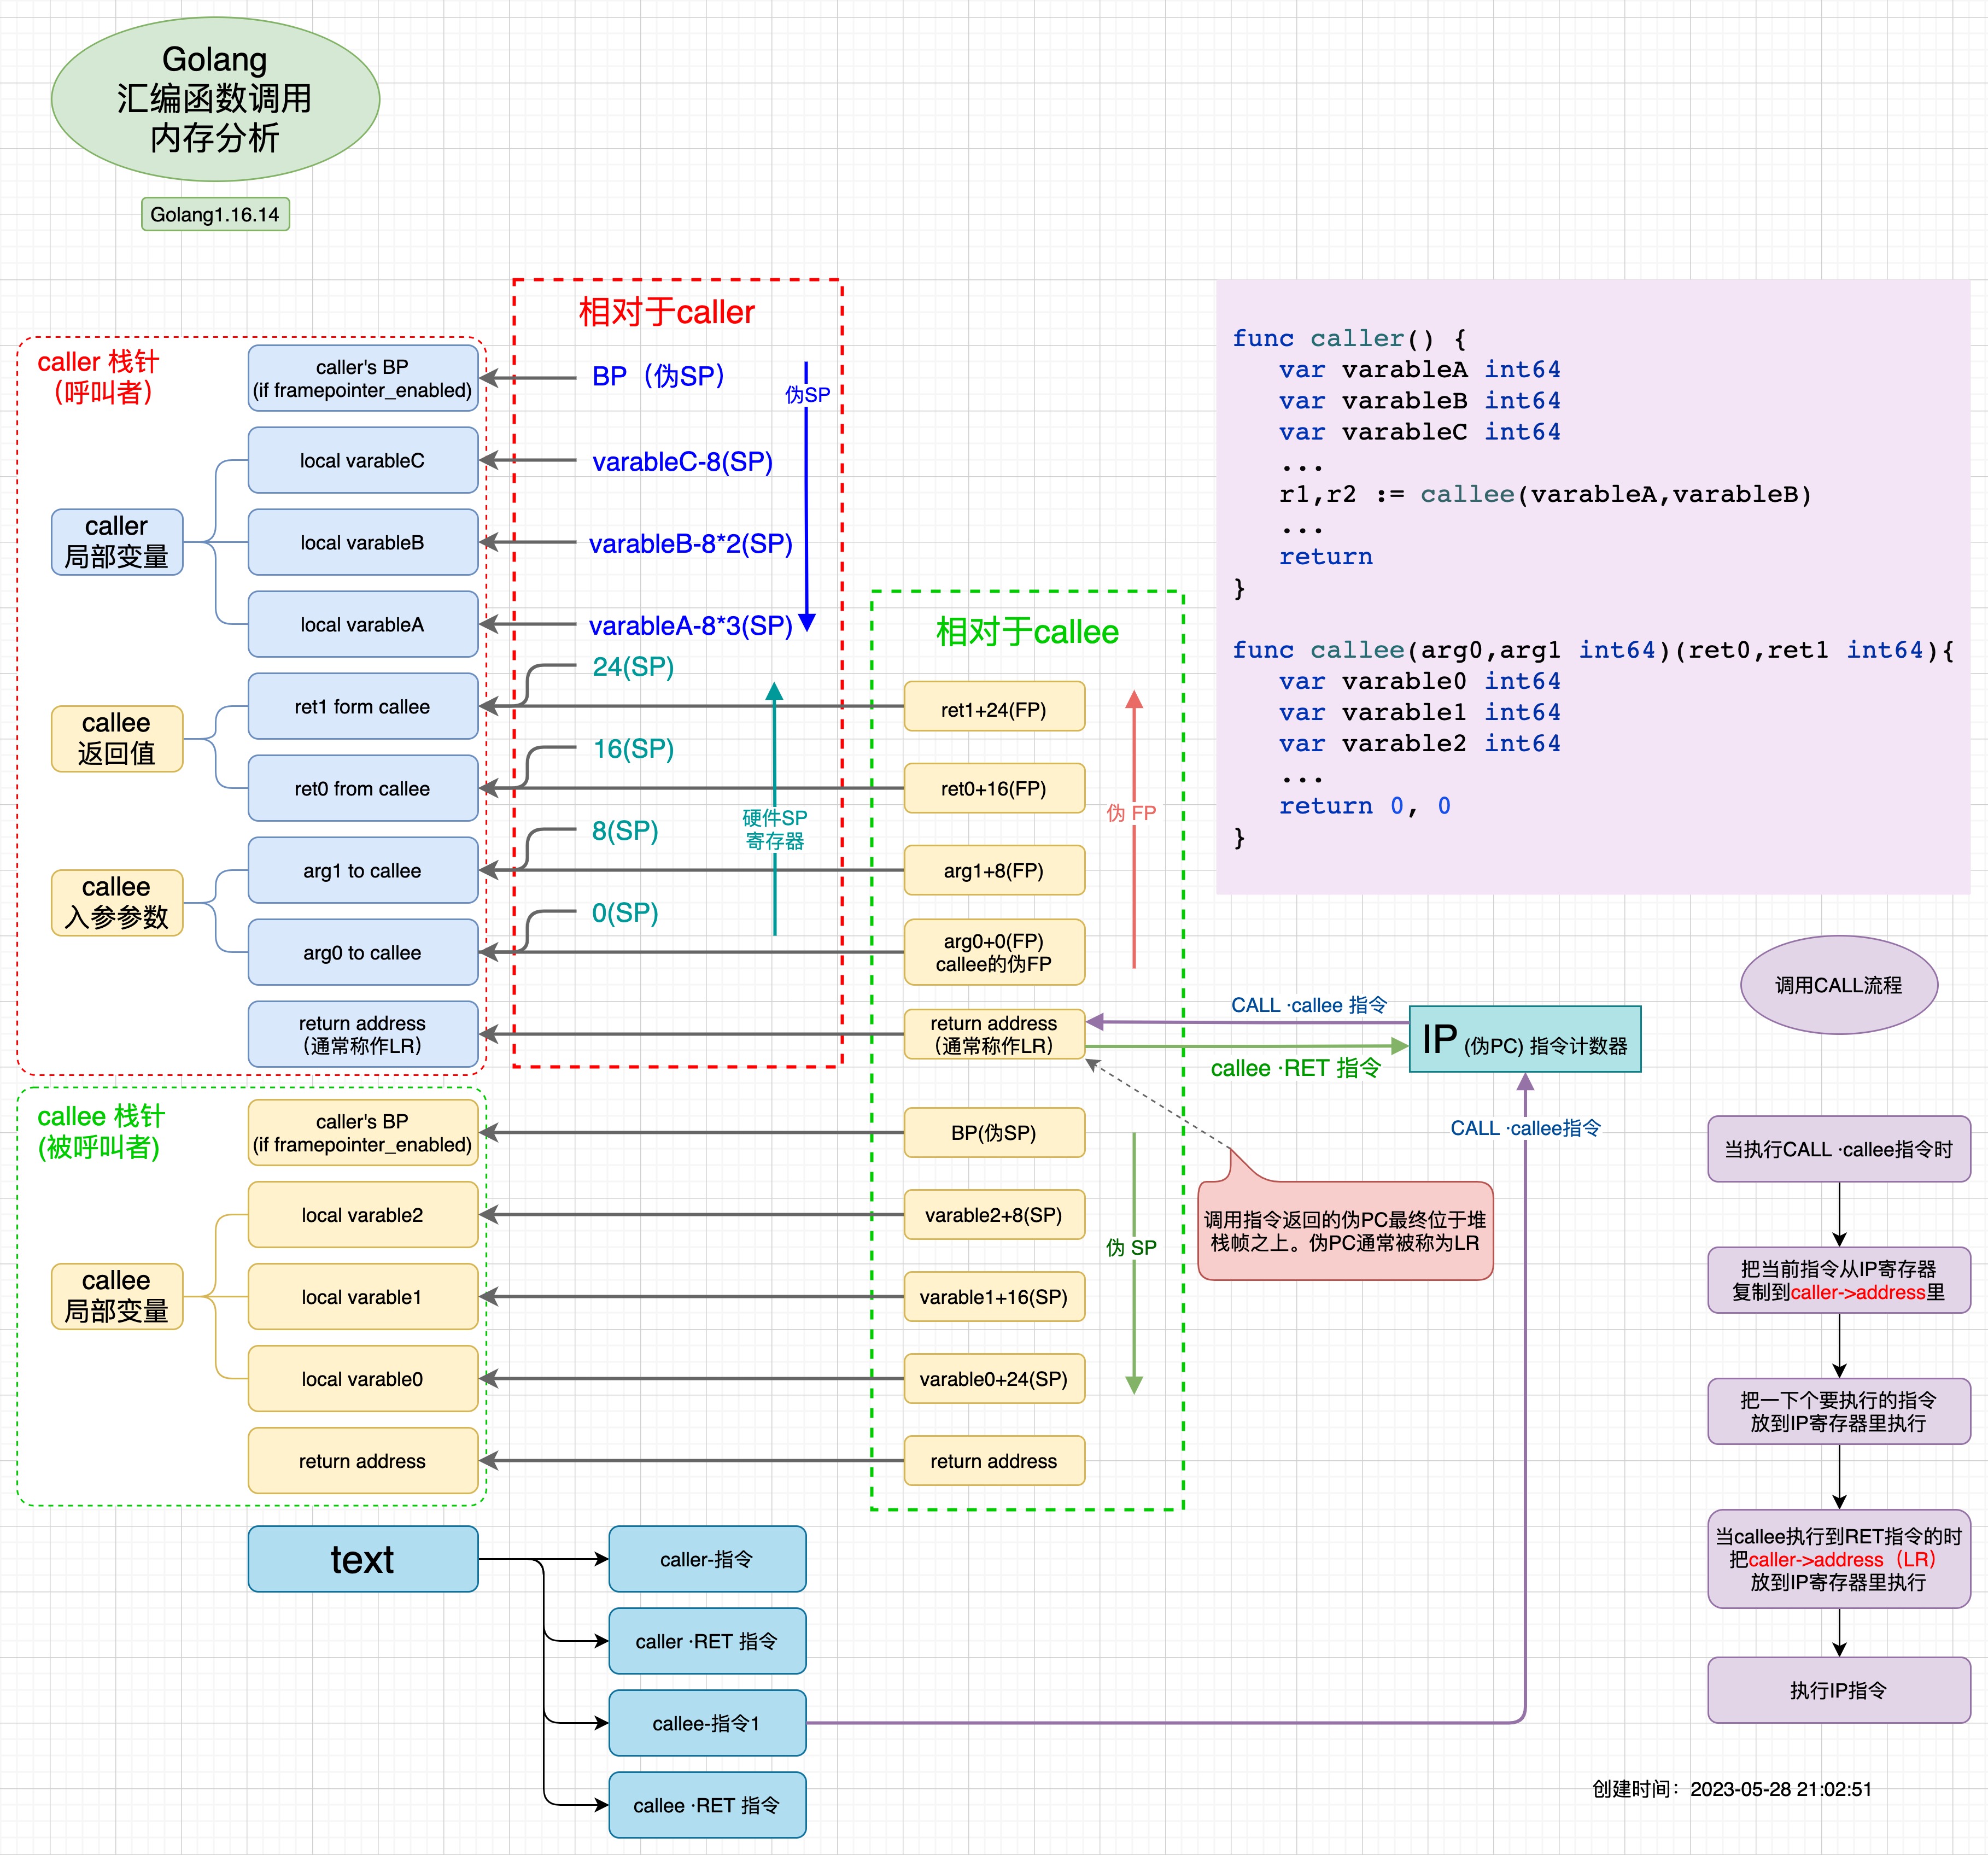 Golang
汇编函数调用
内存分析
Golang1.16.14
caller 栈针
（呼叫者）
caller's BP
(if framepointer_enabled)
local varableC
local varableB
local varableA
caller
局部变量
ret1 form callee
ret0 from callee
callee
返回值
arg1 to callee
arg0 to callee
callee
入参参数
return address
（通常称作LR）
相对于caller
BP（伪SP）
伪SP
varableC-8(SP)
varableB-8*2(SP)
varableA-8*3(SP)
24(SP)
16(SP)
8(SP)
0(SP)
硬件SP
寄存器
相对于callee
ret1+24(FP)
ret0+16(FP)
arg1+8(FP)
arg0+0(FP)
callee的伪FP
伪 FP
return address
（通常称作LR）
BP(伪SP)
varable2+8(SP)
varable1+16(SP)
varable0+24(SP)
return address
伪 SP
callee 栈针
(被呼叫者)
caller's BP
(if framepointer_enabled)
local varable2
local varable1
local varable0
callee
局部变量
return address
func caller() {
var varableA int64
var varableB int64
var varableC int64
...
r1,r2 := callee(varableA,varableB)
...
return
}
func callee(arg0,arg1 int64)(ret0,ret1 int64){
var varable0 int64
var varable1 int64
var varable2 int64
...
return 0, 0
}
CALL ·callee 指令
callee ·RET 指令
IP (伪PC) 指令计数器
CALL ·callee指令
调用指令返回的伪PC最终位于堆
栈帧之上。伪PC通常被称为LR
调用CALL流程
当执行CALL ·callee指令时
把当前指令从IP寄存器
复制到caller->address里
把一下个要执行的指令
放到IP寄存器里执行
当callee执行到RET指令的时
把caller->address（LR）
放到IP寄存器里执行
执行IP指令
text
caller-指令
caller ·RET 指令
callee-指令1
callee ·RET 指令
创建时间：2023-05-28 21:02:51